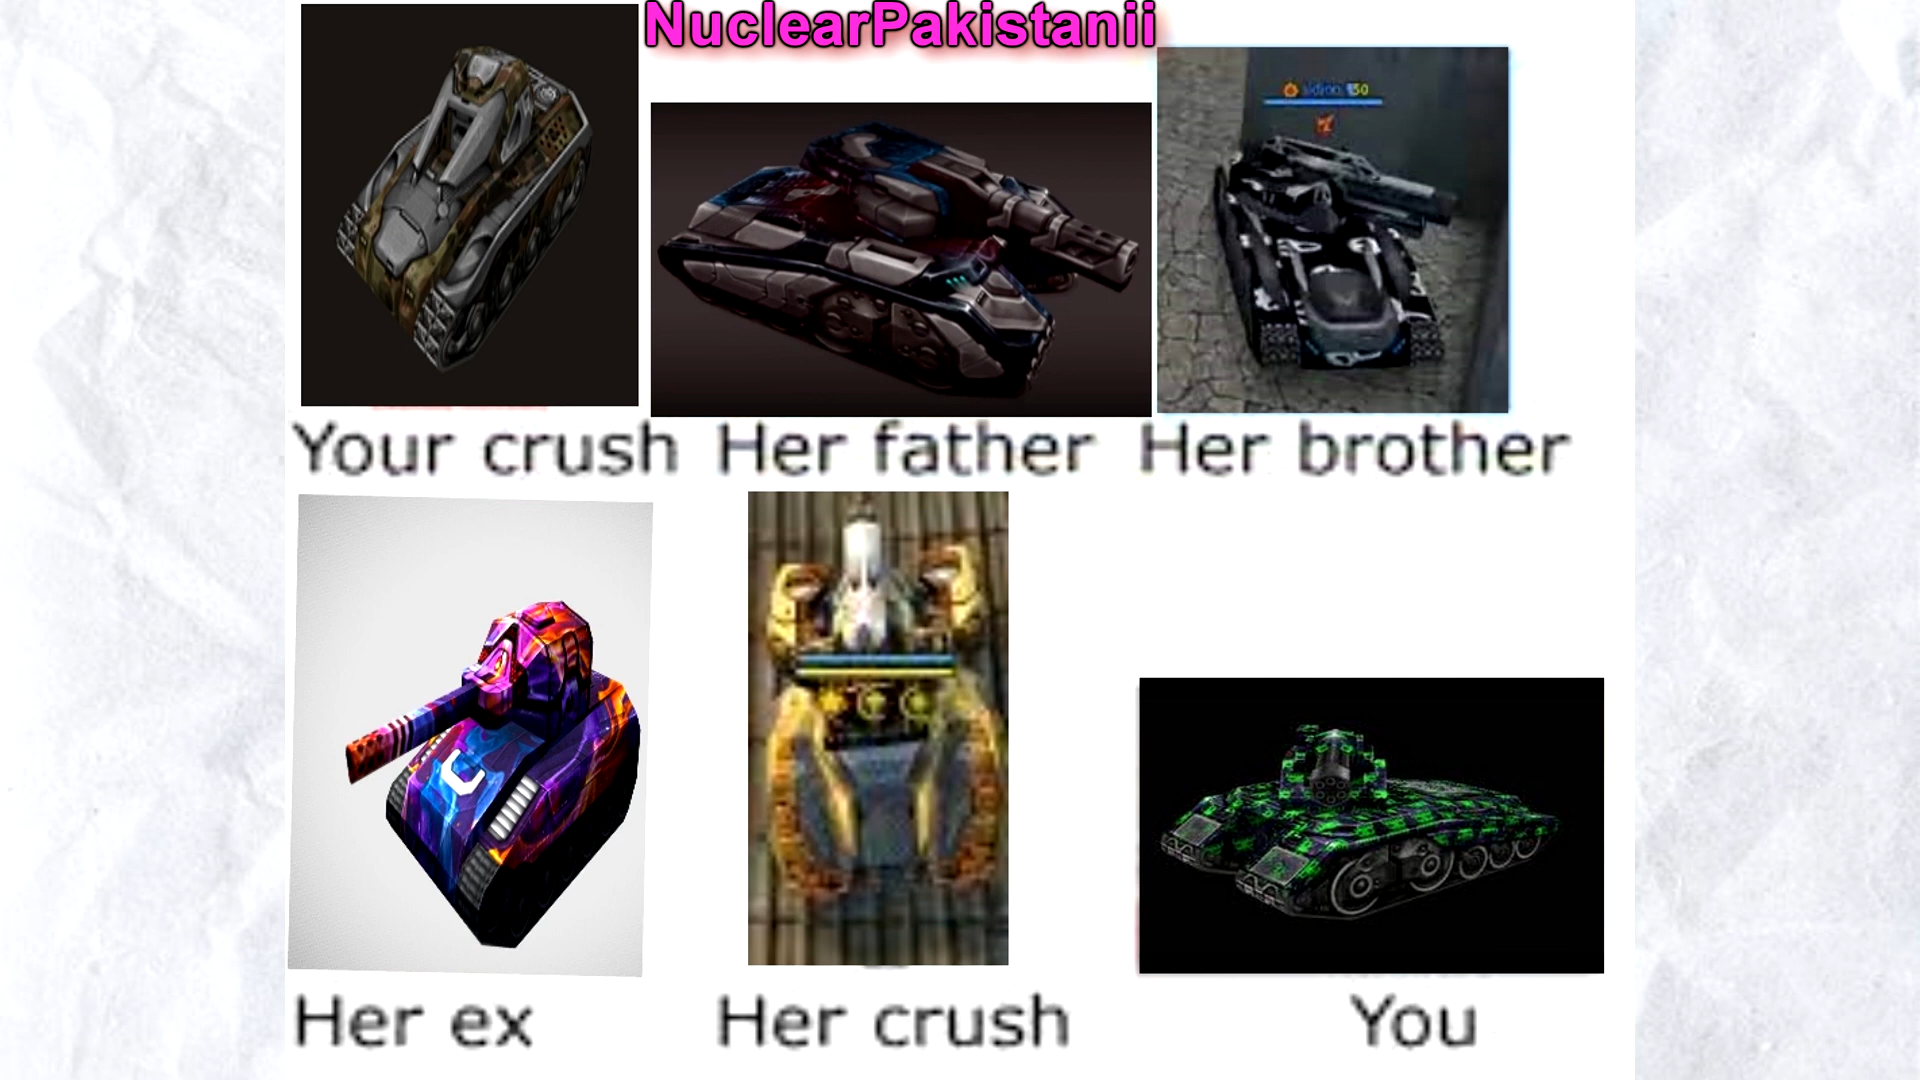 NuclearPakistanii
Your crush
Her father
Her brother
Her ex
Her crush
You